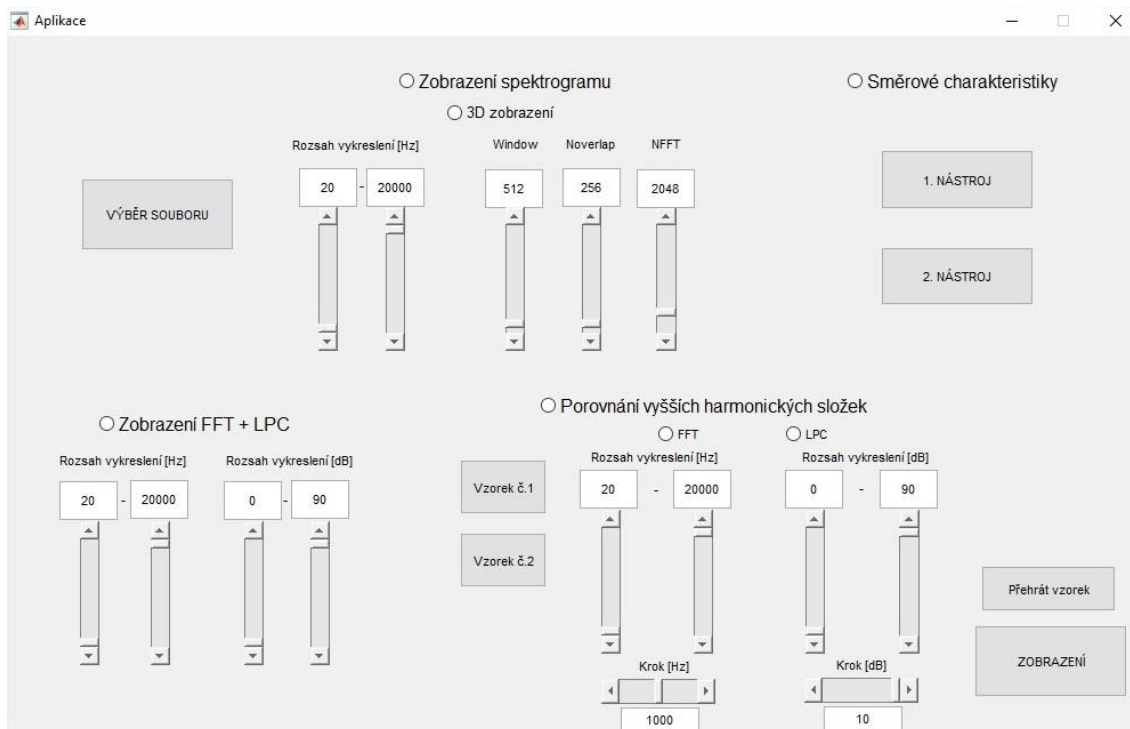 Aplikace
Zobrazení spektrogramu
Směrové charakteristiky
3D zobrazení
Rozsah vykreslení [Hz]
Window
Noverlap
NFFT
20 - 20000
512
256
2048
VÝBĚR SOUBORU
1. NÁSTROJ
2. NÁSTROJ
Zobrazení FFT + LPC
Rozsah vykreslení [Hz]
Rozsah vykreslení [dB]
20 - 20000
0 - 90
Porovnání vyšších harmonických složek
FFT
LPC
Rozsah vykreslení [Hz]
Rozsah vykreslení [dB]
Vzorek č.1
20 - 20000
0 - 90
Vzorek č.2
Krok [Hz]
Krok [dB]
1000
10
Přehrát vzorek
ZOBRAZENÍ